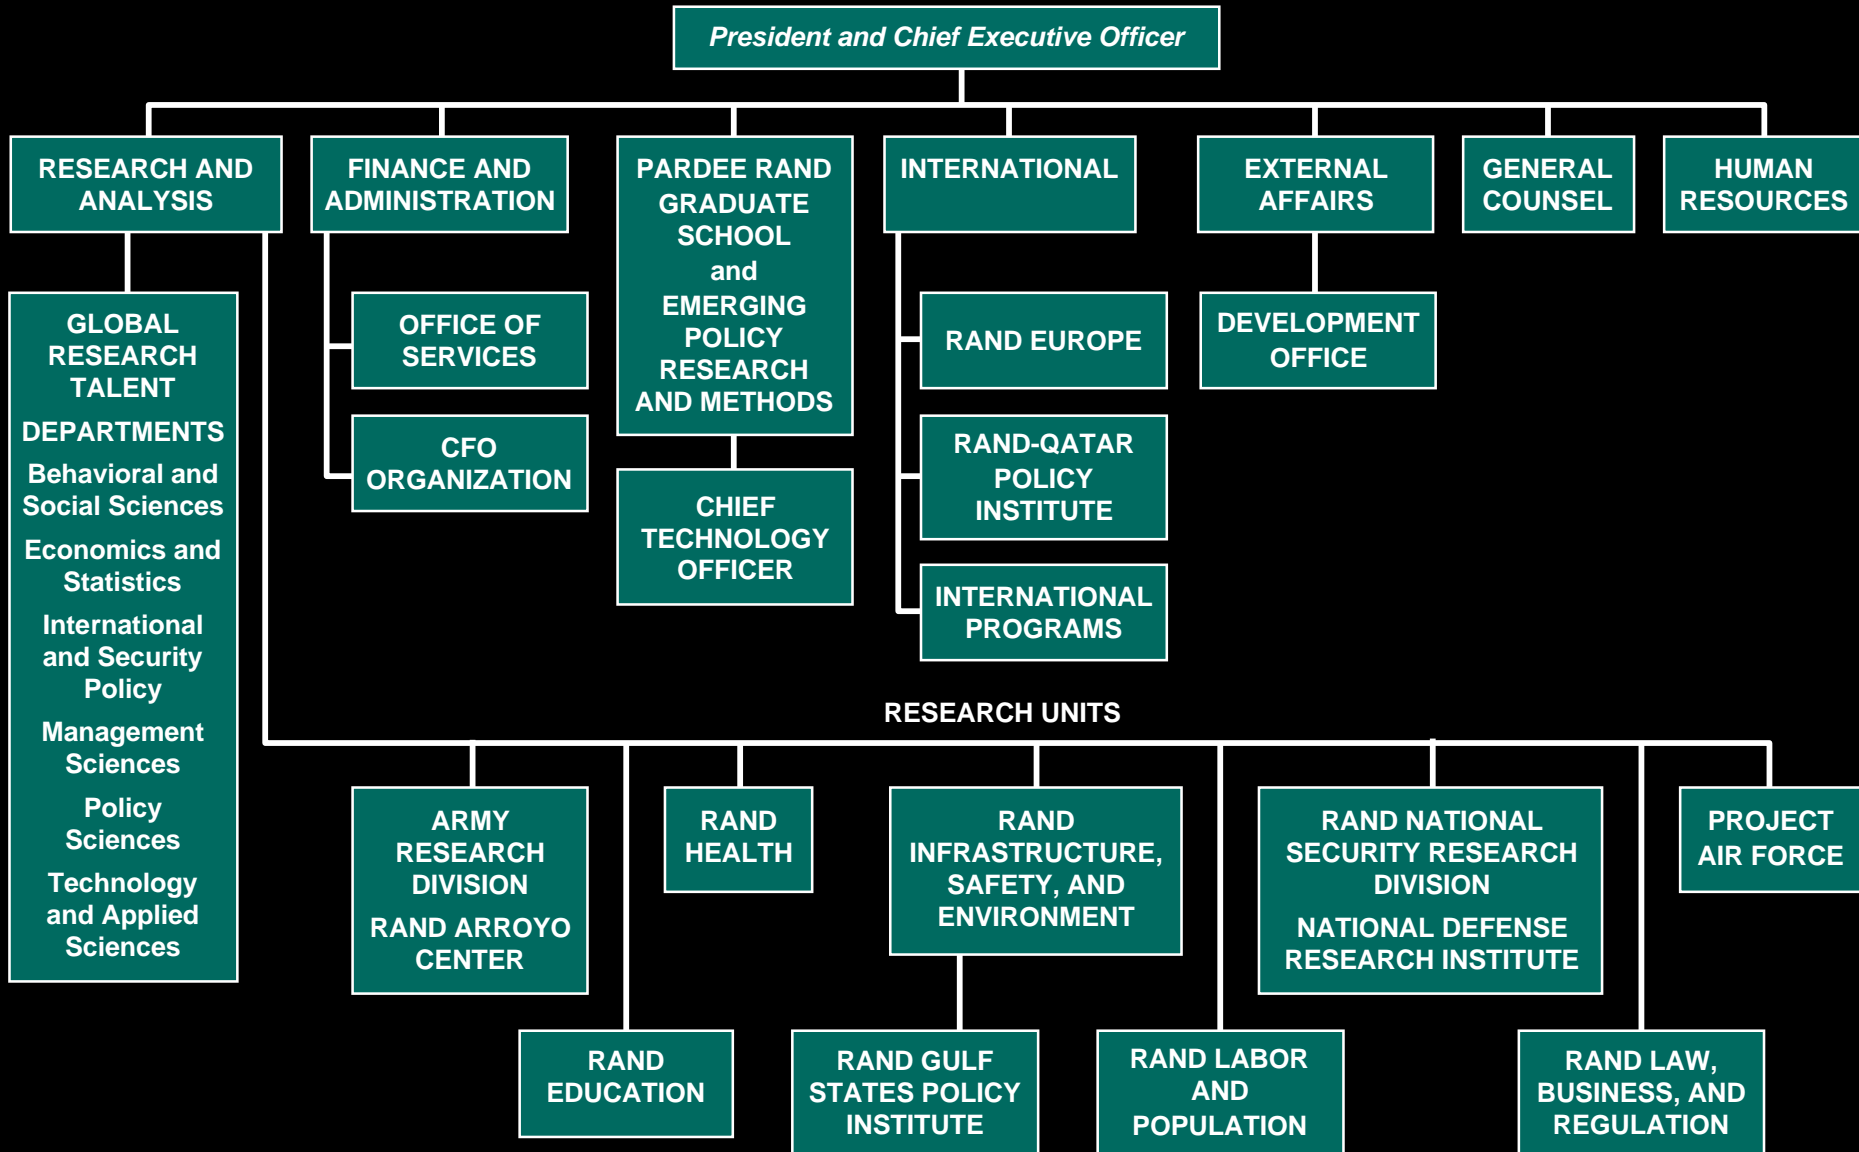 President and Chief Executive Officer
RESEARCH AND
ANALYSIS
FINANCE AND
ADMINISTRATION
PARDEE RAND
GRADUATE
SCHOOL
and
EMERGING
POLICY
RESEARCH
AND METHODS
INTERNATIONAL
EXTERNAL
AFFAIRS
GENERAL
COUNSEL
HUMAN
RESOURCES
GLOBAL
RESEARCH
TALENT
DEPARTMENTS
Behavioral and
Social Sciences
Economics and
Statistics
International
and Security
Policy
Management
Sciences
Policy
Sciences
Technology
and Applied
Sciences
OFFICE OF
SERVICES
CFO
ORGANIZATION
CHIEF
TECHNOLOGY
OFFICER
RAND EUROPE
RAND-QATAR
POLICY
INSTITUTE
INTERNATIONAL
PROGRAMS
DEVELOPMENT
OFFICE
RESEARCH UNITS
ARMY
RESEARCH
DIVISION
RAND ARROYO
CENTER
RAND
HEALTH
RAND
INFRASTRUCTURE,
SAFETY, AND
ENVIRONMENT
RAND NATIONAL
SECURITY RESEARCH
DIVISION
NATIONAL DEFENSE
RESEARCH INSTITUTE
PROJECT
AIR FORCE
RAND
EDUCATION
RAND GULF
STATES POLICY
INSTITUTE
RAND LABOR
AND
POPULATION
RAND LAW,
BUSINESS, AND
REGULATION